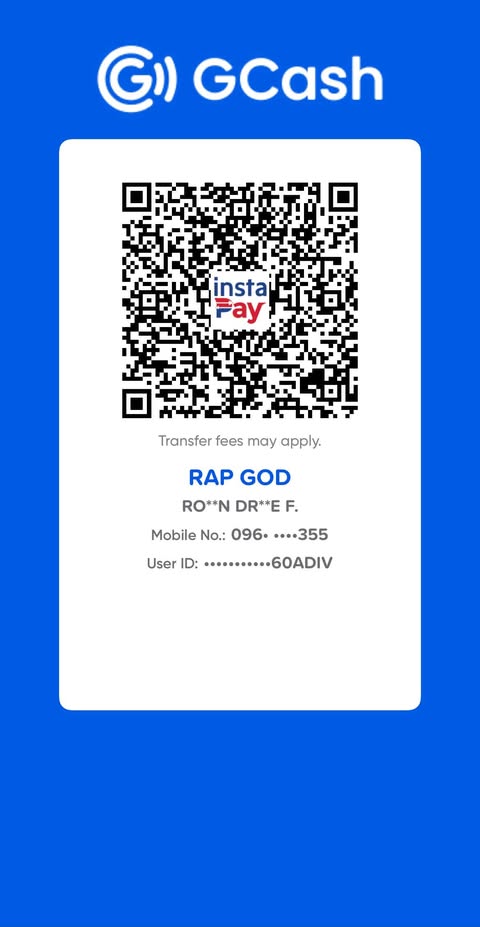 GCash
insta
Pay
Transfer fees may apply.
RAP GOD
RO**N DR**E F.
Mobile No.: 096• ••••355
User ID: •••••••••••60ADIV